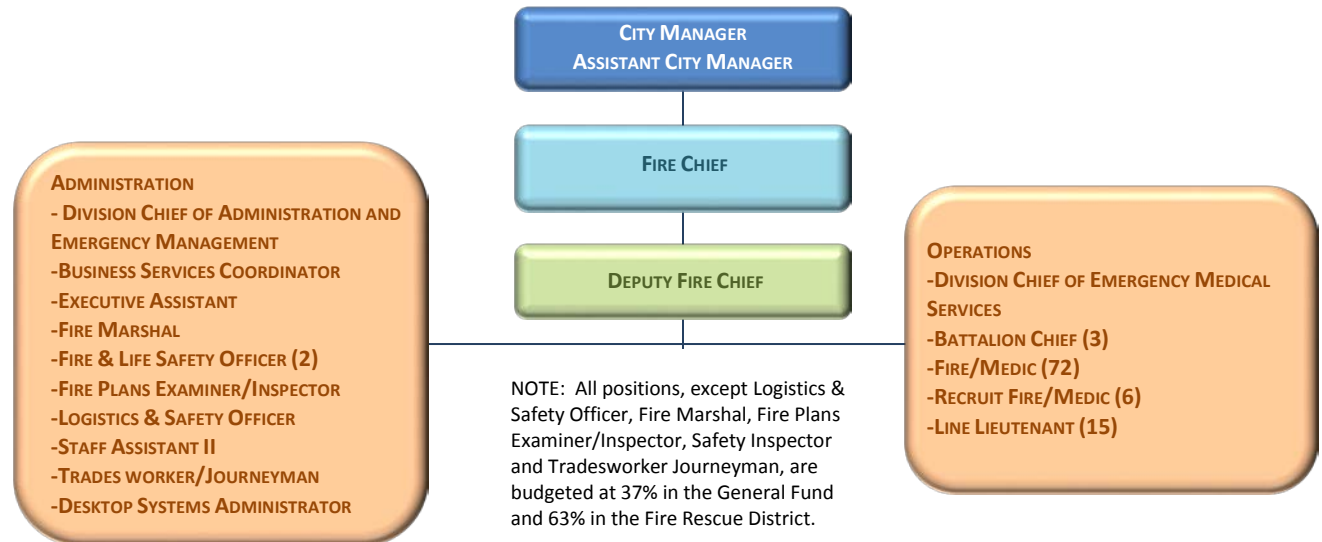 CITY MANAGER
ASSISTANT CITY MANAGER
FIRE CHIEF
DEPUTY FIRE CHIEF
ADMINISTRATION
- DIVISION CHIEF OF ADMINISTRATION AND
EMERGENCY MANAGEMENT
-BUSINESS SERVICES COORDINATOR
-EXECUTIVE ASSISTANT
-FIRE MARSHAL
-FIRE & LIFE SAFETY OFFICER (2)
-FIRE PLANS EXAMINER/INSPECTOR
-LOGISTICS & SAFETY OFFICER
-STAFF ASSISTANT II
-TRADES WORKER/JOURNEYMAN
-DESKTOP SYSTEMS ADMINISTRATOR
OPERATIONS
-DIVISION CHIEF OF EMERGENCY MEDICAL
SERVICES
-BATTALION CHIEF (3)
-FIRE/MEDIC (72)
-RECRUIT FIRE/MEDIC (6)
-LINE LIEUTENANT (15)
NOTE: All positions, except Logistics &
Safety Officer, Fire Marshal, Fire Plans
Examiner/Inspector, Safety Inspector
and Tradesworker Journeyman, are
budgeted at 37% in the General Fund
and 63% in the Fire Rescue District.